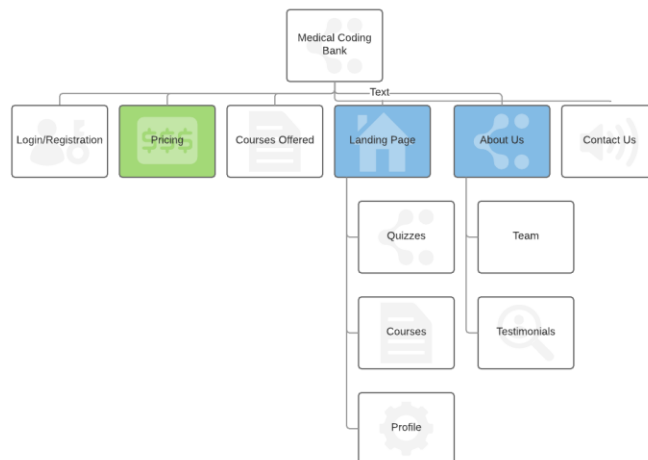 Medical Coding
Bank
Text
Login/Registration
$$$
Pricing
Courses Offered
Landing Page
About Us
Contact Us
Quizzes
Team
Courses
Testimonials
Profile